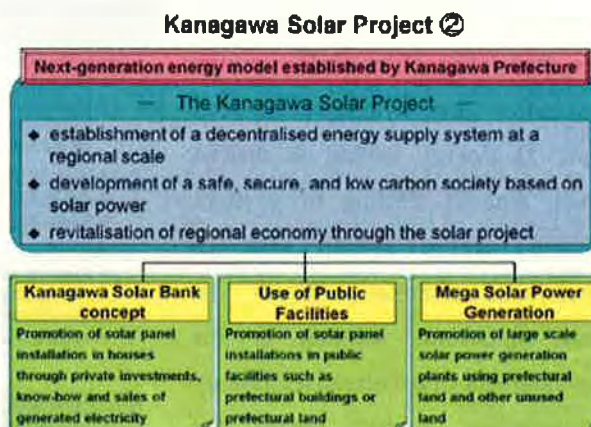 Kanagawa Solar Project ②
Next-generation energy model established by Kanagawa Prefecture
— The Kanagawa Solar Project —
◆ establishment of a decentralised energy supply system at a
regional scale
◆ development of a safe, secure, and low carbon society based on
solar power
◆ revitalisation of regional economy through the solar project
Kanagawa Solar Bank
concept
Promotion of solar panel
installation in houses
through private investments,
know-how and sales of
generated electricity
Use of Public
Facilities
Promotion of solar panel
installations in public
facilities such as
prefectural buildings or
prefectural land
Mega Solar Power
Generation
Promotion of large scale
solar power generation
plants using prefectural
land and other unused
land